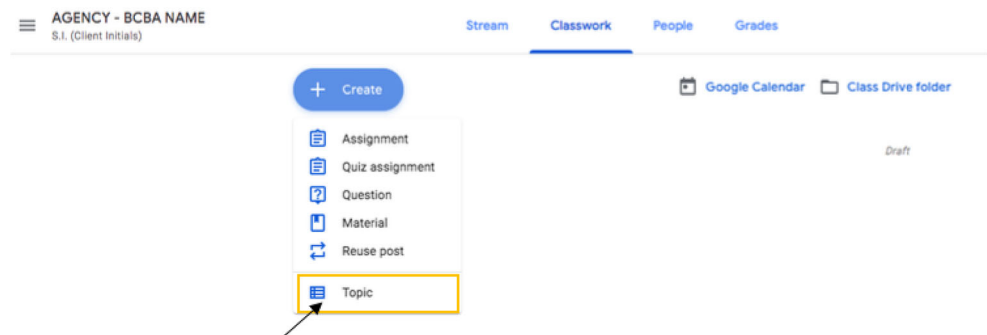 AGENCY - BCBA NAME
S.I. (Client Initials)
Stream Classwork People Grades
Create
Google Calendar Class Drive folder
Assignment
Draft
Quiz assignment
Question
Material
Reuse post
Topic